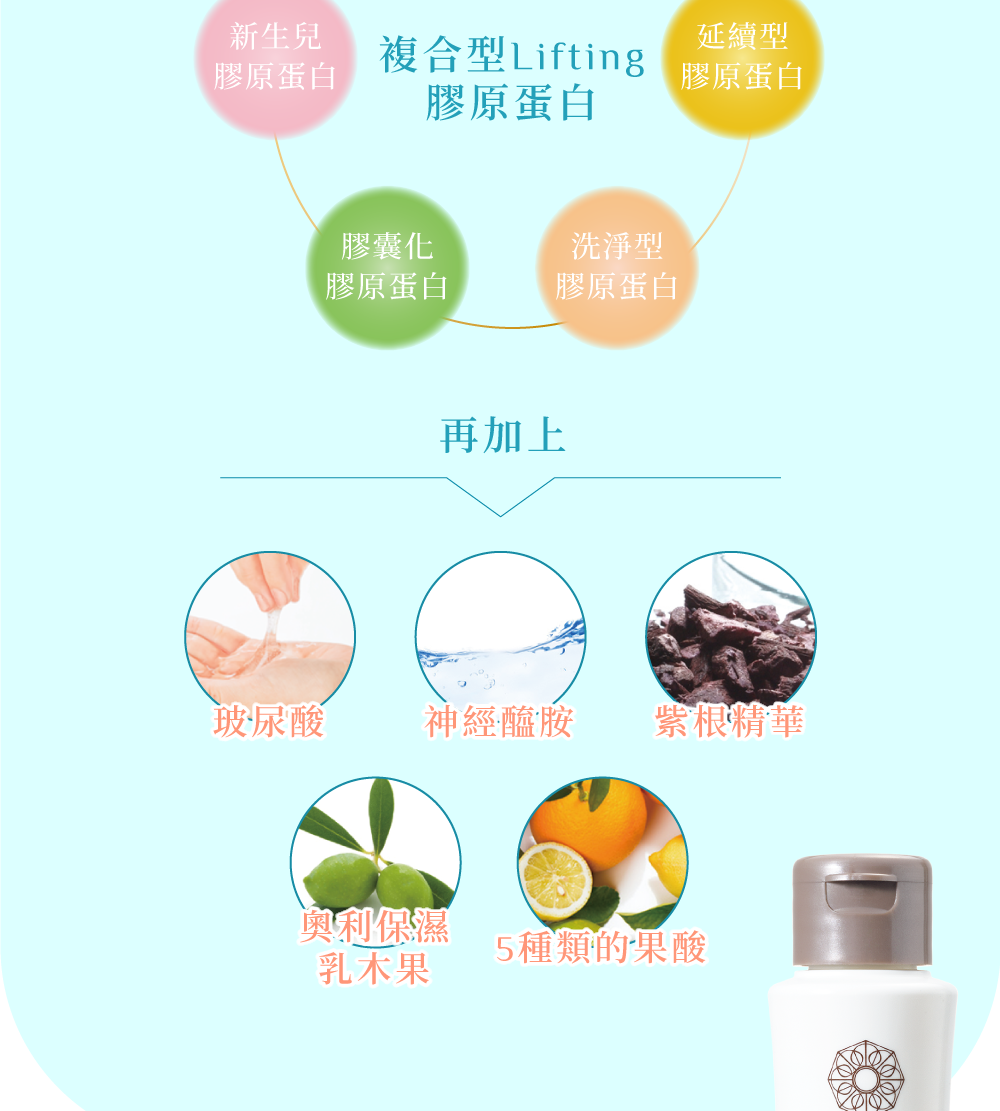 新生兒
膠原蛋白
複合型Lifting
膠原蛋白
延續型
膠原蛋白
膠囊化
膠原蛋白
洗淨型
膠原蛋白
再加上
玻尿酸
神經醯胺
紫根精華
奧利保濕
乳木果
5種類的果酸